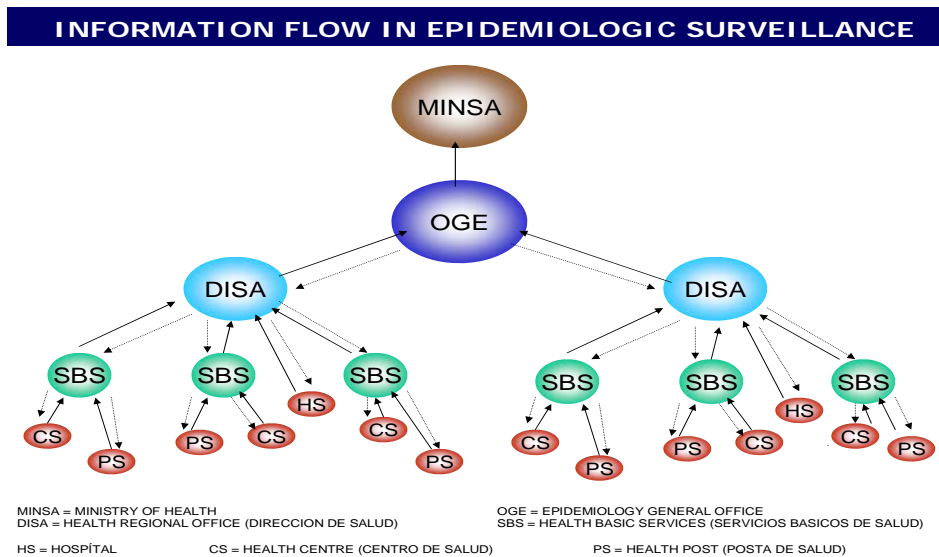 INFORMATION FLOW IN EPIDEMIOLOGIC SURVEILLANCE
MINSA
OGE
DISA
DISA
SBS
SBS
SBS
SBS
SBS
SBS
HS
HS
CS
PS
CS
CS
PS
CS
PS
CS
PS
PS
CS
PS
MINSA = MINISTRY OF HEALTH
OGE = EPIDEMIOLOGY GENERAL OFFICE
DISA = HEALTH REGIONAL OFFICE (DIRECCION DE SALUD)
SBS = HEALTH BASIC SERVICES (SERVICIOS BASICOS DE SALUD)
HS = HOSPÍTAL
CS = HEALTH CENTRE (CENTRO DE SALUD)
PS = HEALTH POST (POSTA DE SALUD)